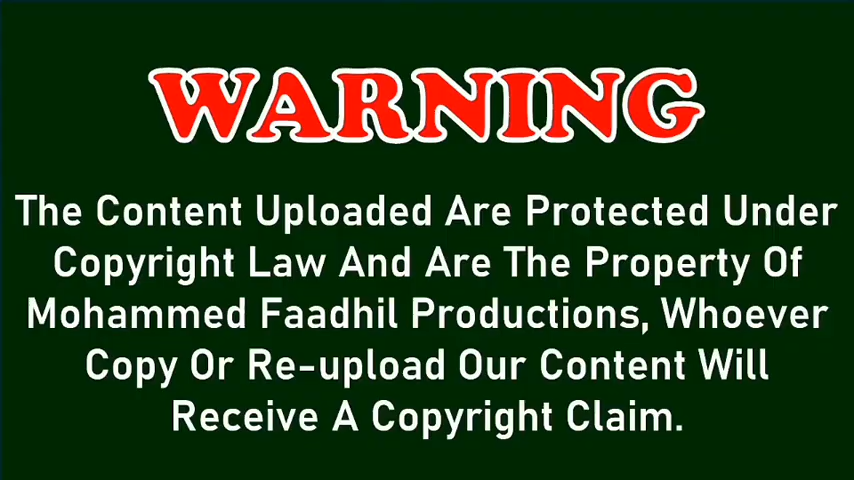 WARNING
The Content Uploaded Are Protected Under
Copyright Law And Are The Property Of
Mohammed Faadhil Productions, Whoever
Copy Or Re-upload Our Content Will
Receive A Copyright Claim.